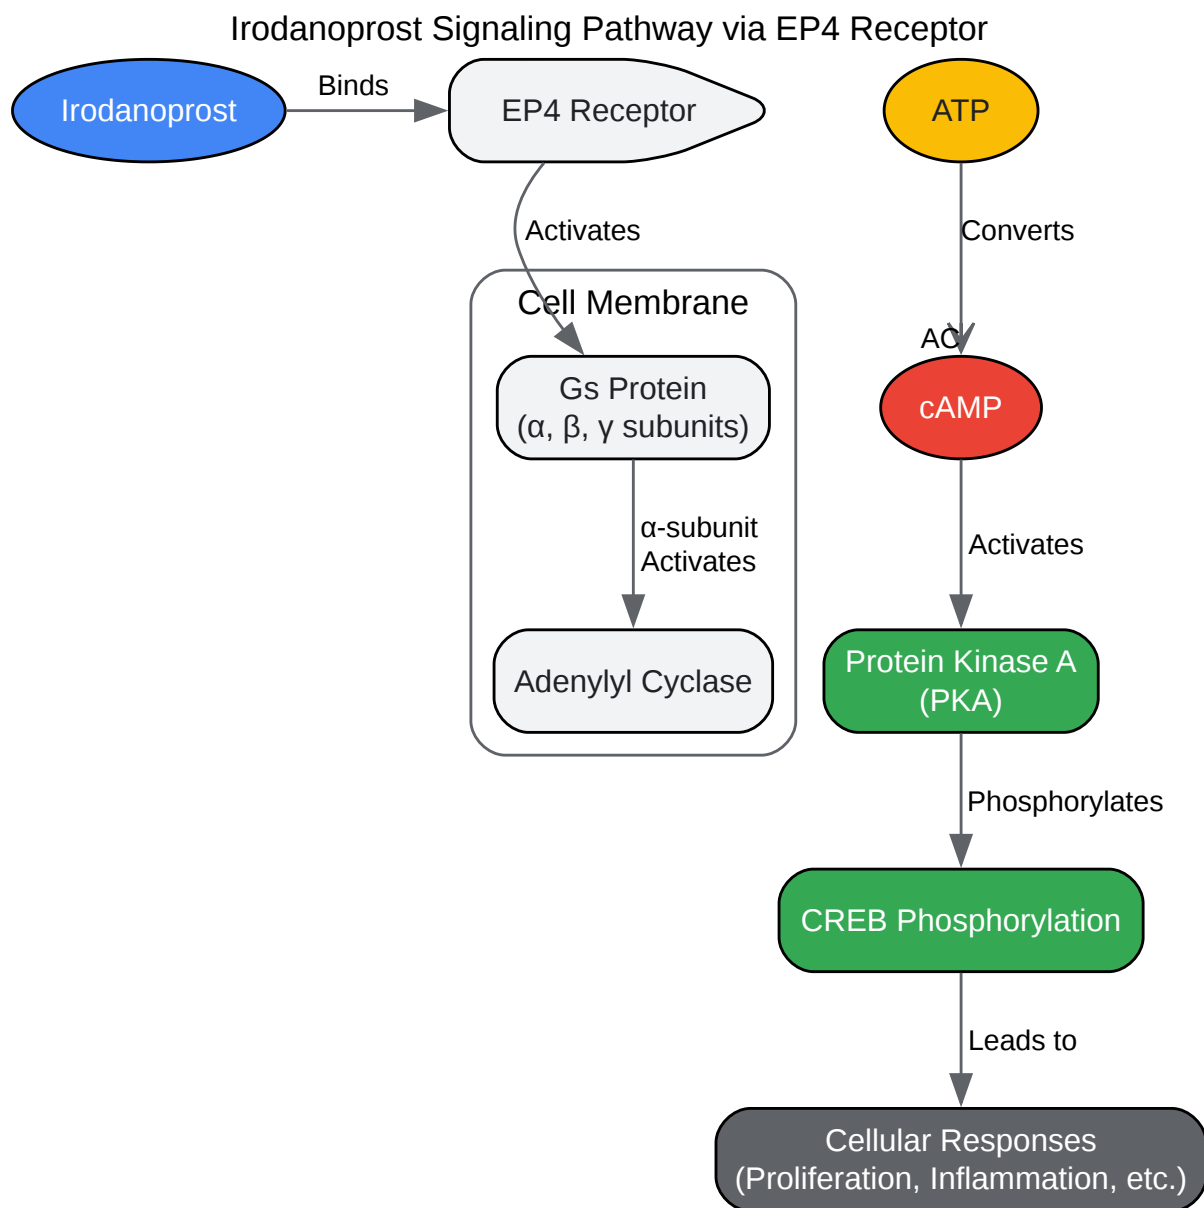 Irodanoprost Signaling Pathway via EP4 Receptor
Irodanoprost
Binds
EP4 Receptor
ATP
Activates
Converts
Cell Membrane
AC
Gs Protein
(α, β, γ subunits)
cAMP
α-subunit
Activates
Activates
Adenylyl Cyclase
Protein Kinase A
(PKA)
Phosphorylates
CREB Phosphorylation
Leads to
Cellular Responses
(Proliferation, Inflammation, etc.)